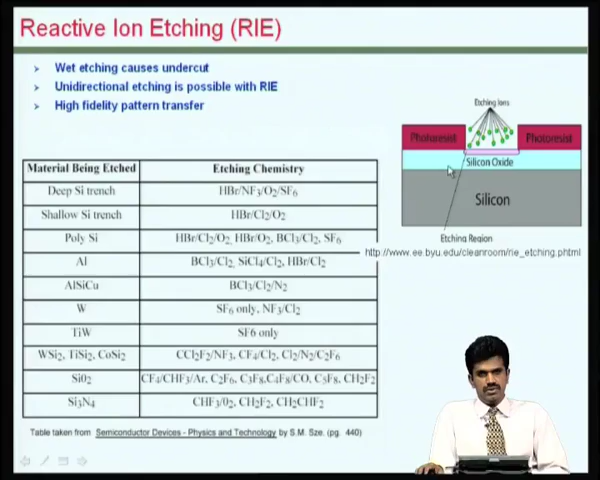 Reactive Ion Etching (RIE)
Wet etching causes undercut
Unidirectional etching is possible with RIE
High fidelity pattern transfer
Etching Ions
Photoresist
Photoresist
Silicon Oxide
Silicon
Etching Region
http://www.ee.byu.edu/cleanroom/rie_etching.phtml
Material Being Etched Etching Chemistry
Deep Si trench HBr/NF3/O2/SF6
Shallow Si trench HBr/Cl2/O2
Poly Si HBr/Cl2/O2, HBr/O2, BCl3/Cl2, SF6
Al BCl3/Cl2, SiCl4/Cl2, HBr/Cl2
AlSiCu BCl3/Cl2/N2
W SF6 only, NF3/Cl2
TiW SF6 only
WSi2, TiSi2, CoSi2 CCl2F2/NF3, CF4/Cl2, Cl2/N2/C2F6
SiO2 CF4/CHF3/Ar, C2F6, C3F8,C4F8/CO, C5F8, CH2F2
Si3N4 CHF3/02, CH2F2, CH2CHF2
Table taken from Semiconductor Devices - Physics and Technology by S.M. Sze (pg. 440)